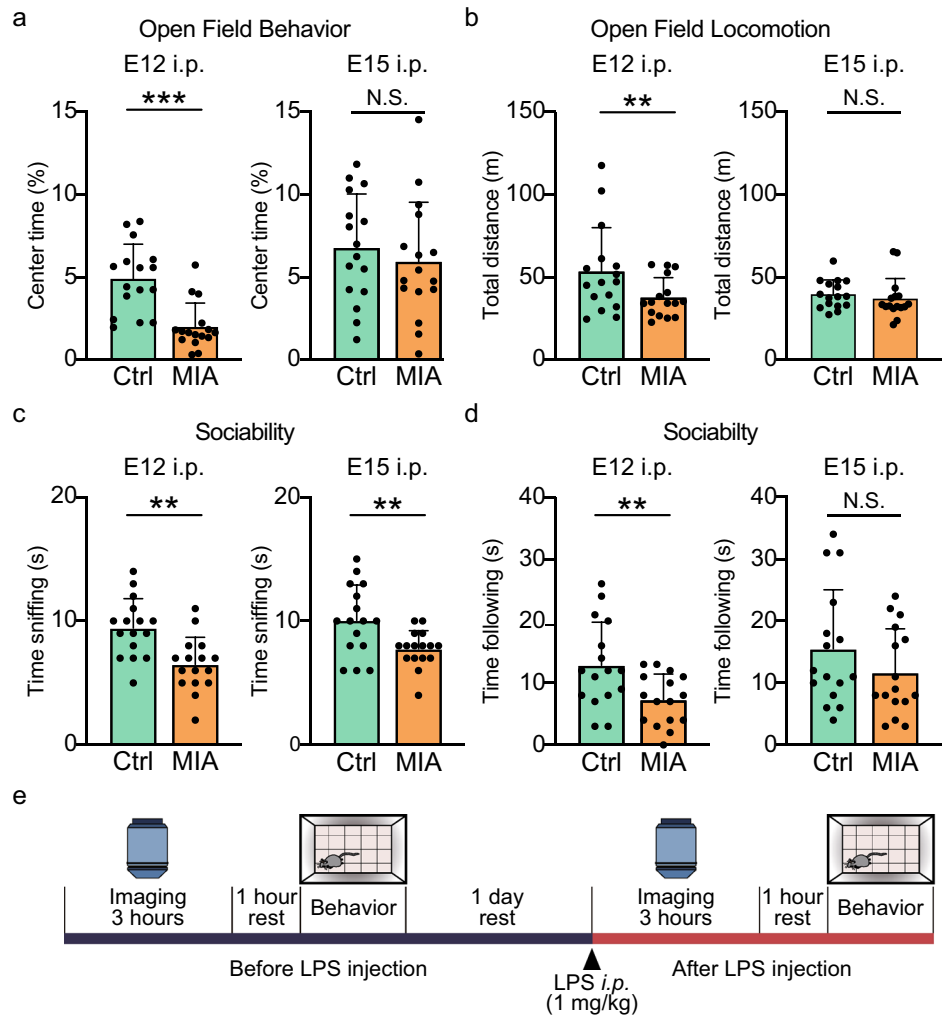 a
Open Field Behavior
E12 i.p.
E15 i.p.
***
N.S.
Center time (%)
15
10
5
0
Ctrl MIA
Center time (%)
15
10
5
0
Ctrl MIA
b
Open Field Locomotion
E12 i.p.
E15 i.p.
**
N.S.
Total distance (m)
150
100
50
0
Ctrl MIA
Total distance (m)
150
100
50
0
Ctrl MIA
c
Sociability
E12 i.p.
E15 i.p.
**
**
Time sniffing (s)
20
10
0
Ctrl MIA
Time sniffing (s)
20
10
0
Ctrl MIA
d
Sociabilty
E12 i.p.
E15 i.p.
**
N.S.
Time following (s)
40
30
20
10
0
Ctrl MIA
Time following (s)
40
30
20
10
0
Ctrl MIA
e
Imaging
3 hours
1 hour
rest
Behavior
1 day
rest
Imaging
3 hours
1 hour
rest
Behavior
Before LPS injection
After LPS injection
LPS i.p.
(1 mg/kg)